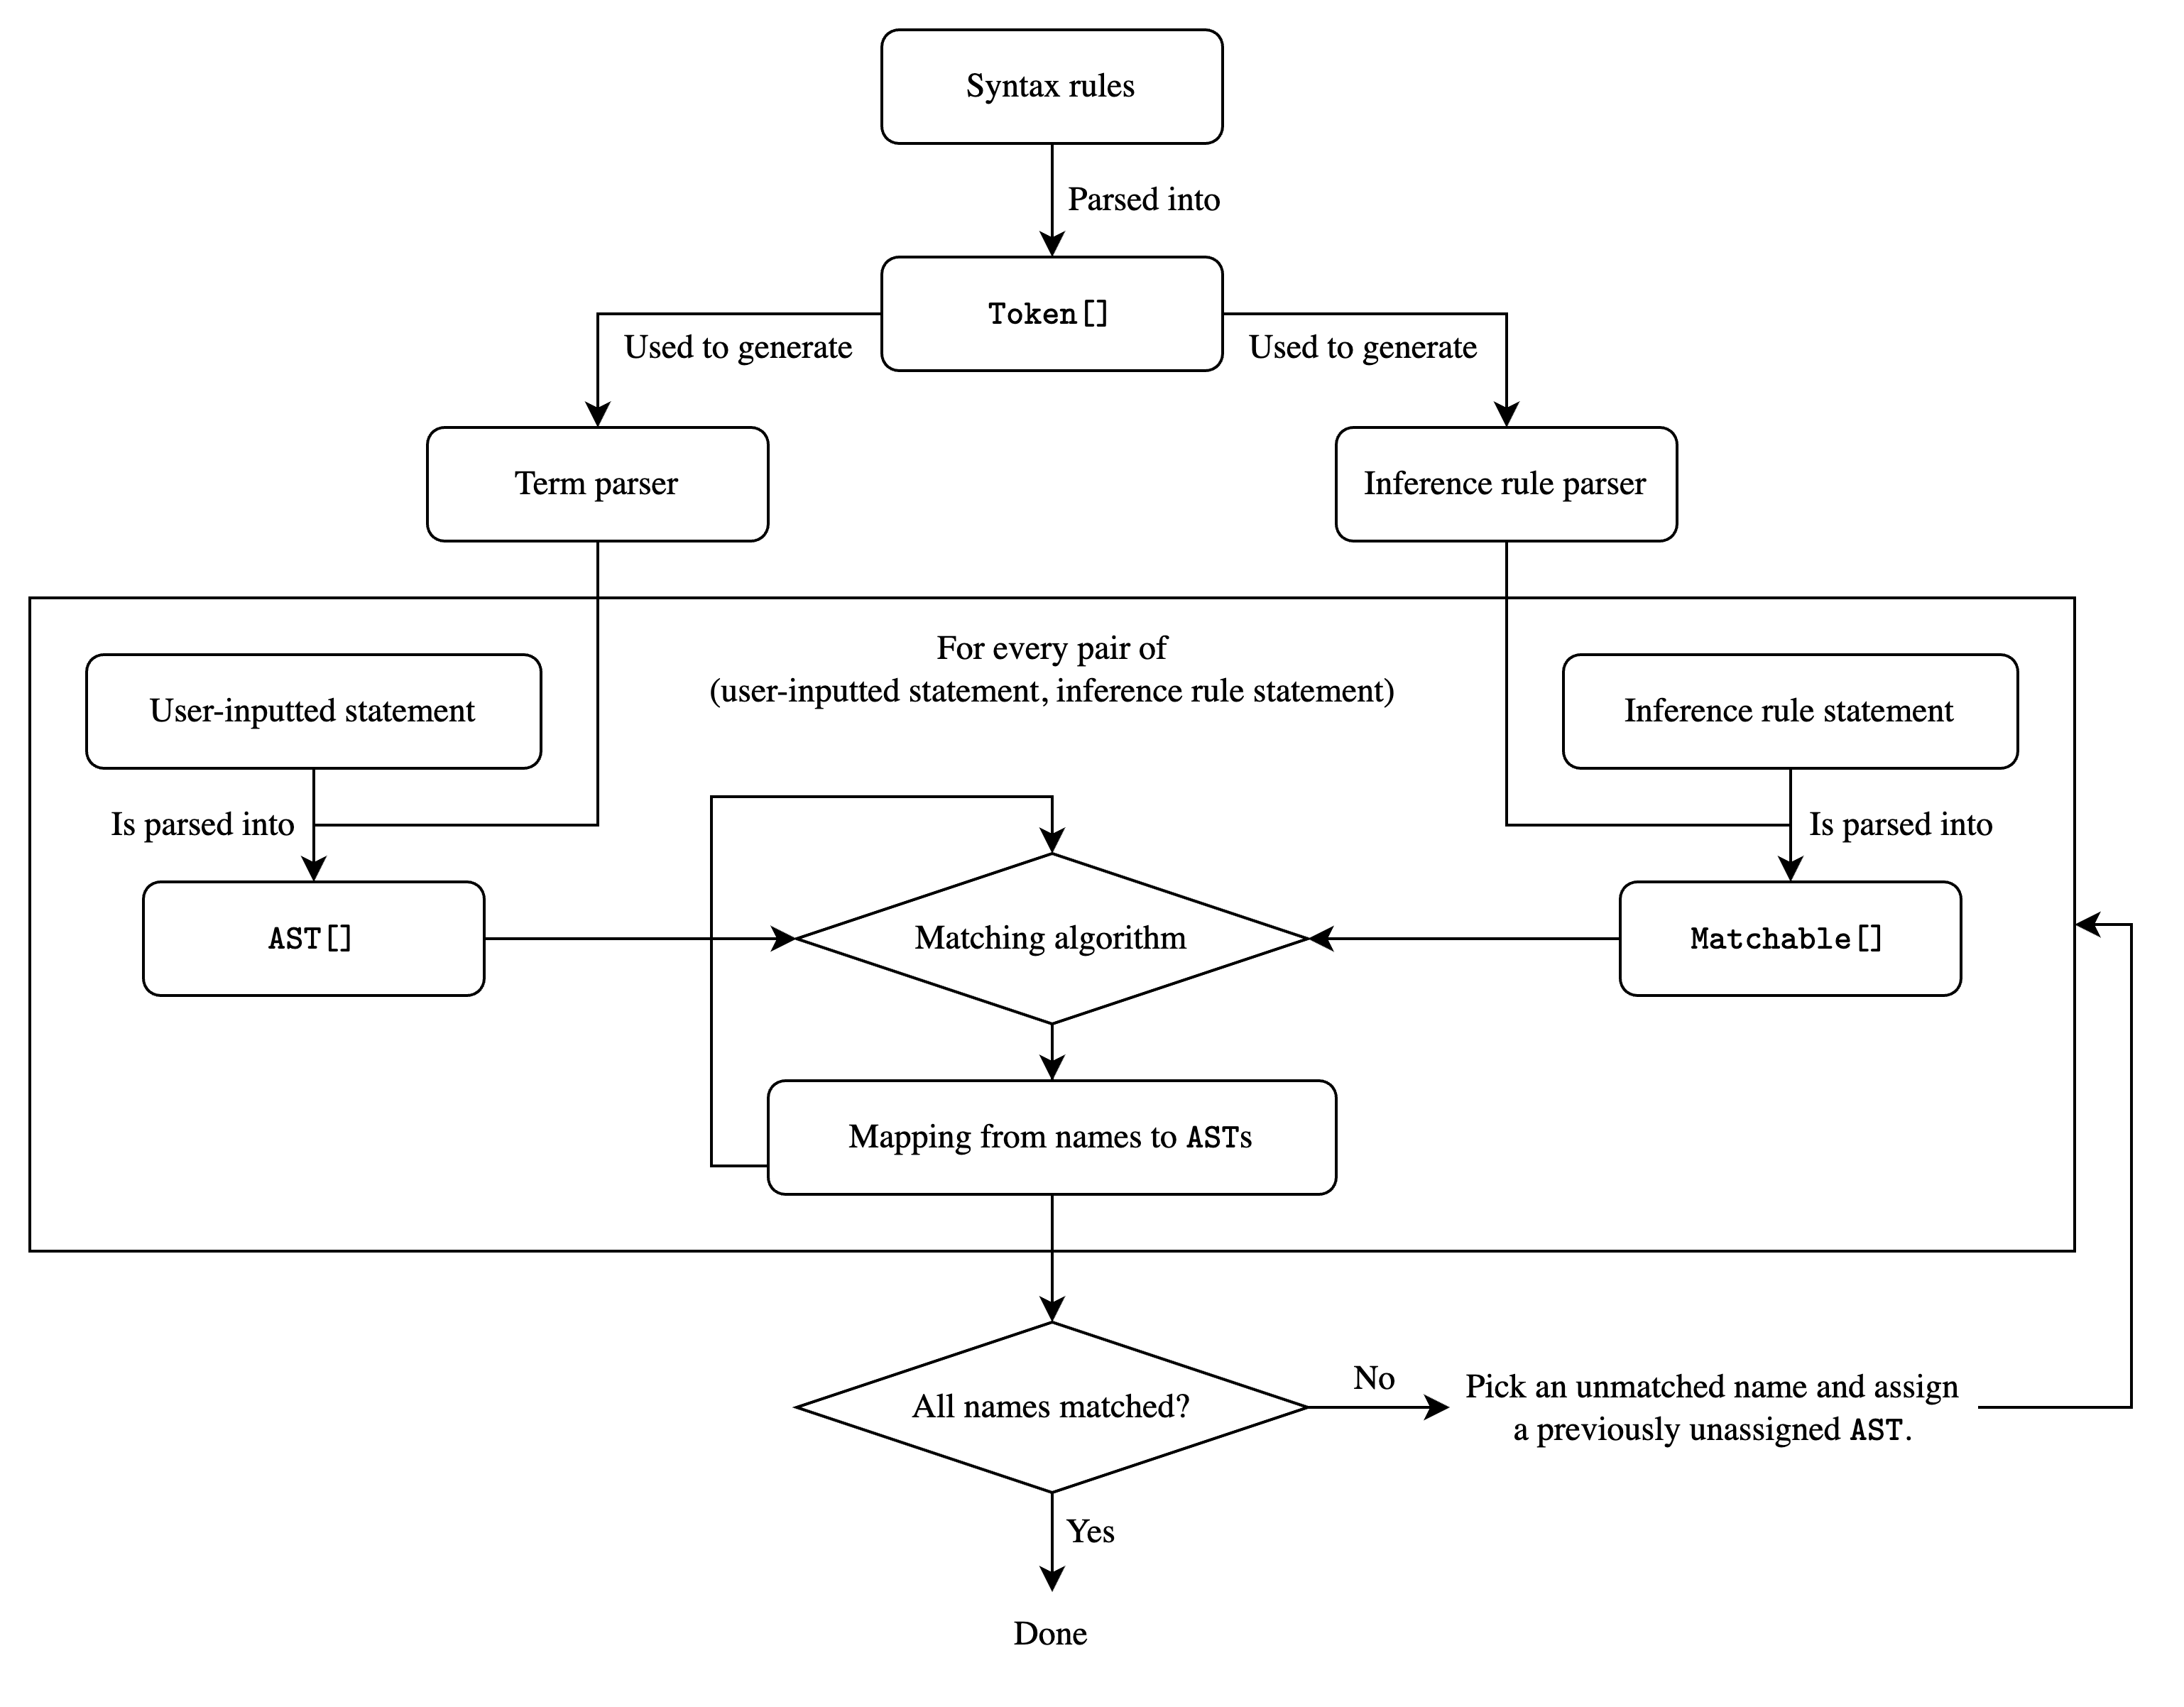 Syntax rules
Parsed into
Token[]
Used to generate
Used to generate
Term parser
Inference rule parser
For every pair of
(user-inputted statement, inference rule statement)
User-inputted statement
Inference rule statement
Is parsed into
Is parsed into
AST[]
Matching algorithm
Matchable[]
Mapping from names to ASTs
All names matched?
No
Pick an unmatched name and assign
a previously unassigned AST.
Yes
Done